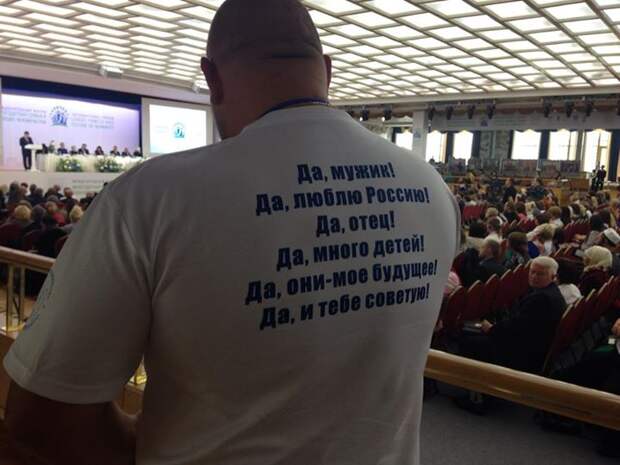 Да, мужик!
Да, люблю Россию!
Да, отец!
Да, много детей!
Да, они-мое будущее!
Да, и тебе советую!